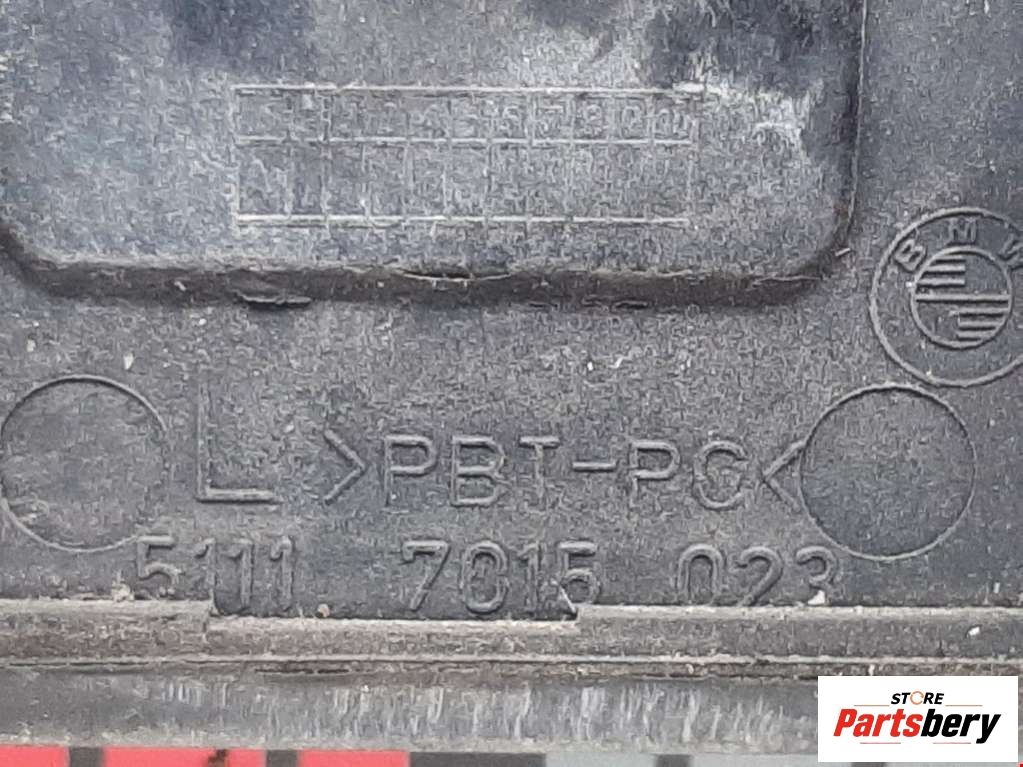 BMW
L >PBT-PC<
5111 7015 023
STORE
Partsbery